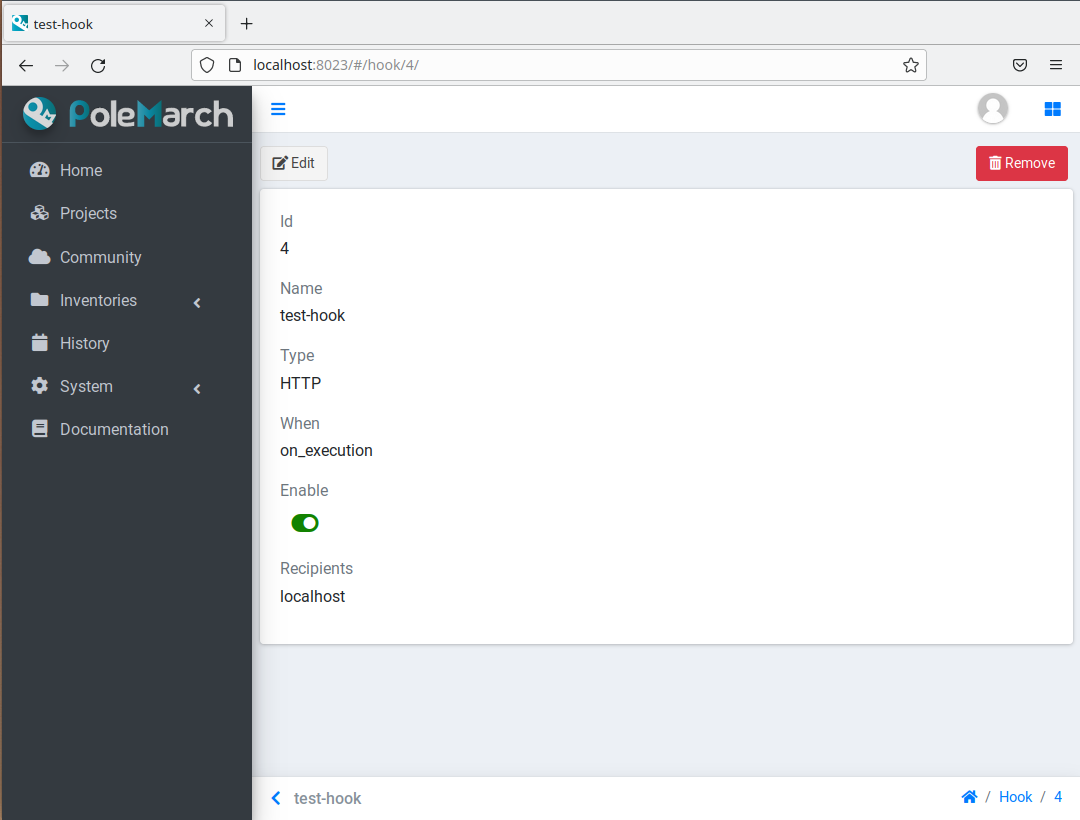 test-hook
localhost:8023/#/hook/4/
PoleMarch
Home
Projects
Community
Inventories
History
System
Documentation
Edit
Remove
Id
4
Name
test-hook
Type
HTTP
When
on_execution
Enable
Recipients
localhost
test-hook
/ Hook / 4